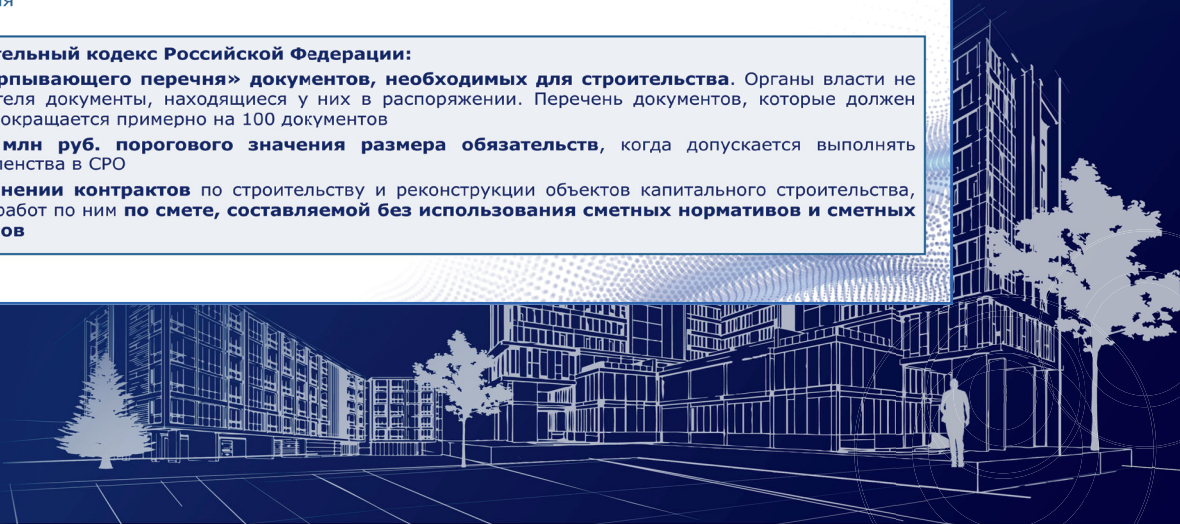 ия
тельный кодекс Российской Федерации:
рпывающего перечня» документов, необходимых для строительства. Органы власти не
теля документы, находящиеся у них в распоряжении. Перечень документов, которые должен
окращается примерно на 100 документов
млн руб. порогового значения размера обязательств, когда допускается выполнять
ленства в СРО
нении контрактов по строительству и реконструкции объектов капитального строительства,
работ по ним по смете, составляемой без использования сметных нормативов и сметных
ов